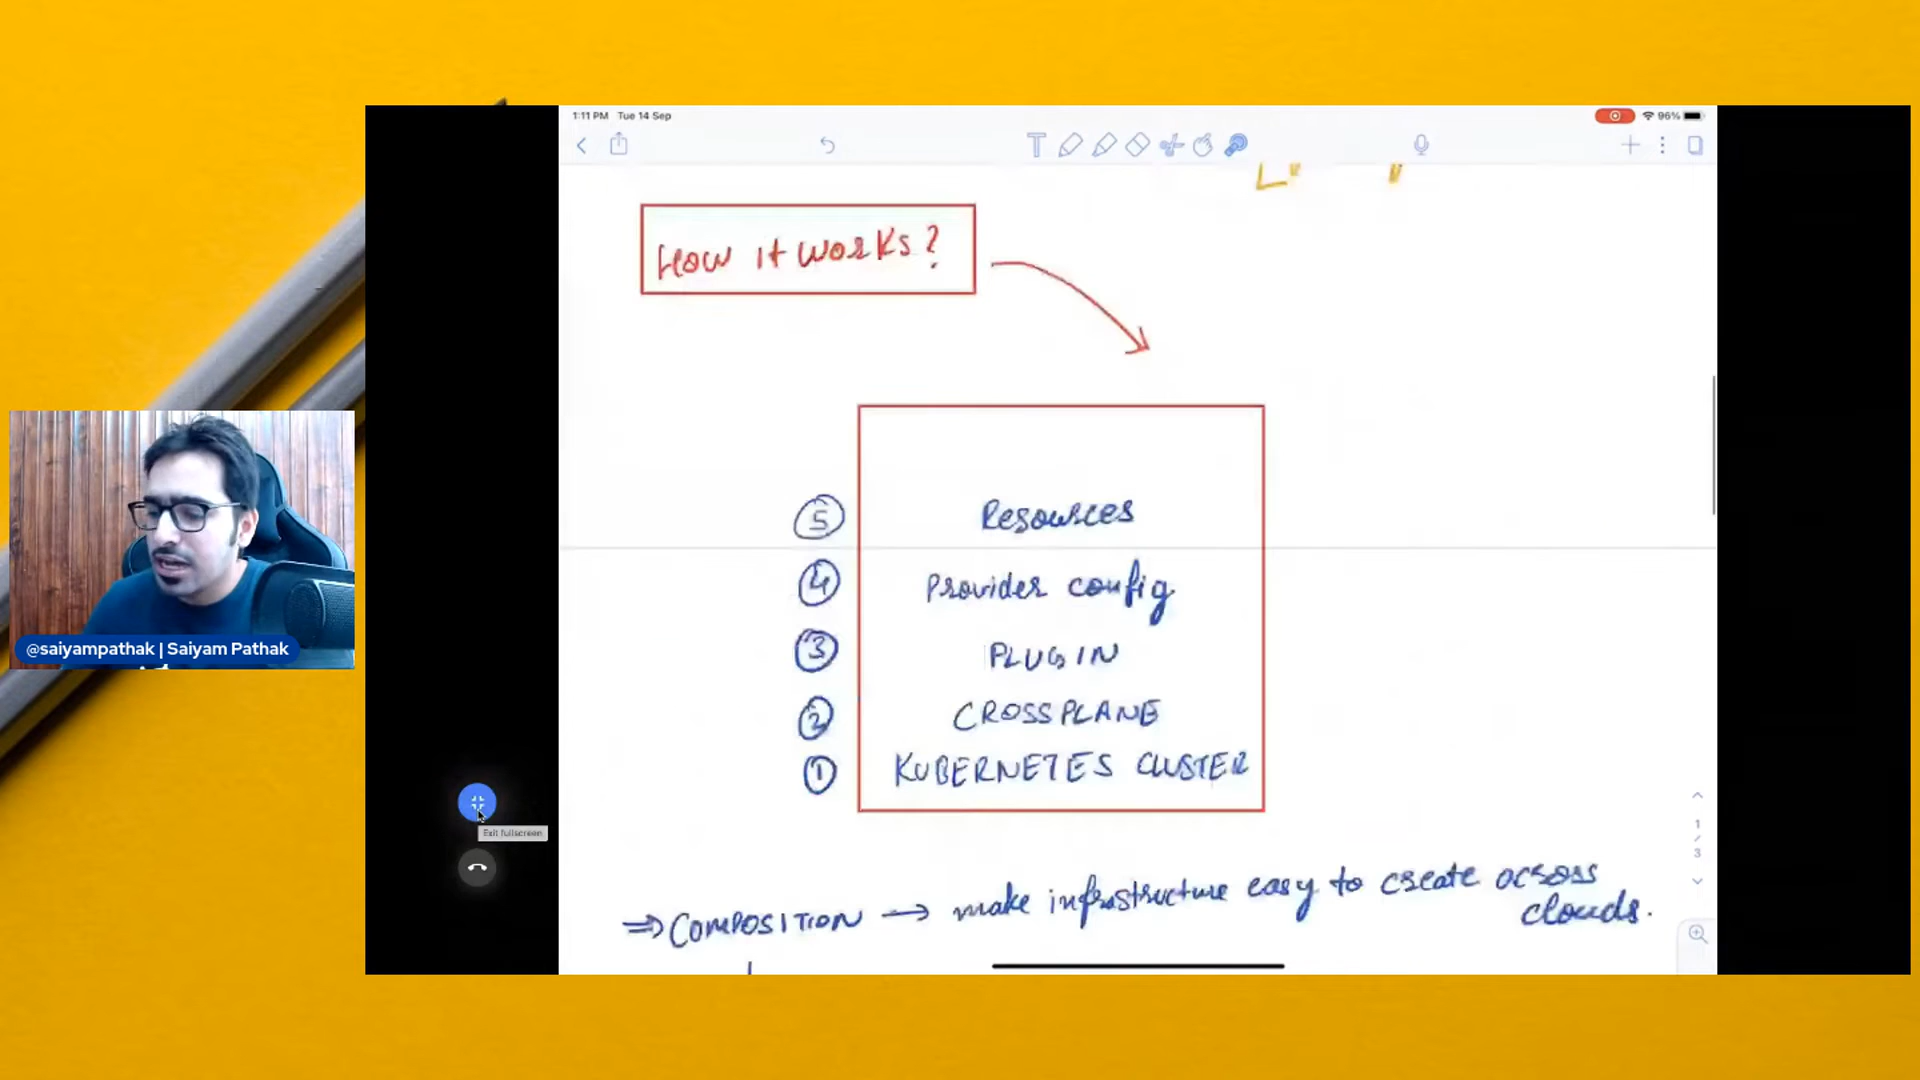 1:11 PM Tue 14 Sep
96%
How it works?
5 Resources
4 Provider config
3 PLUGIN
2 CROSSPLANE
1 KUBERNETES CLUSTER
@saiyampathak | Saiyam Pathak
Exit fullscreen
1
/
3
⇒ COMPOSITION → make infrastructure easy to create across
clouds.